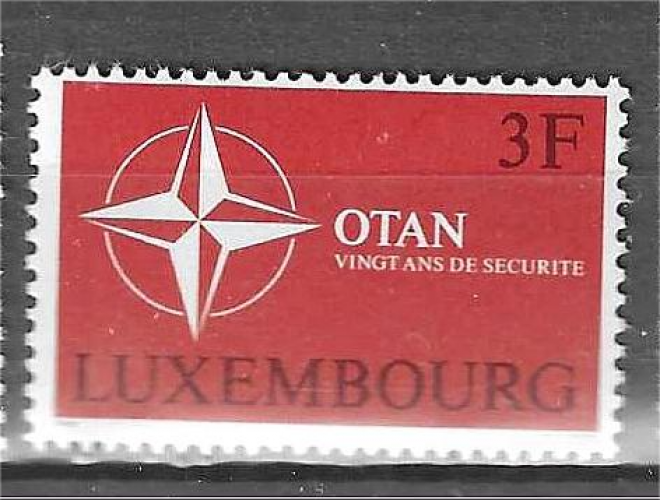 3F
OTAN
VINGT ANS DE SECURITE
LUXEMBOURG